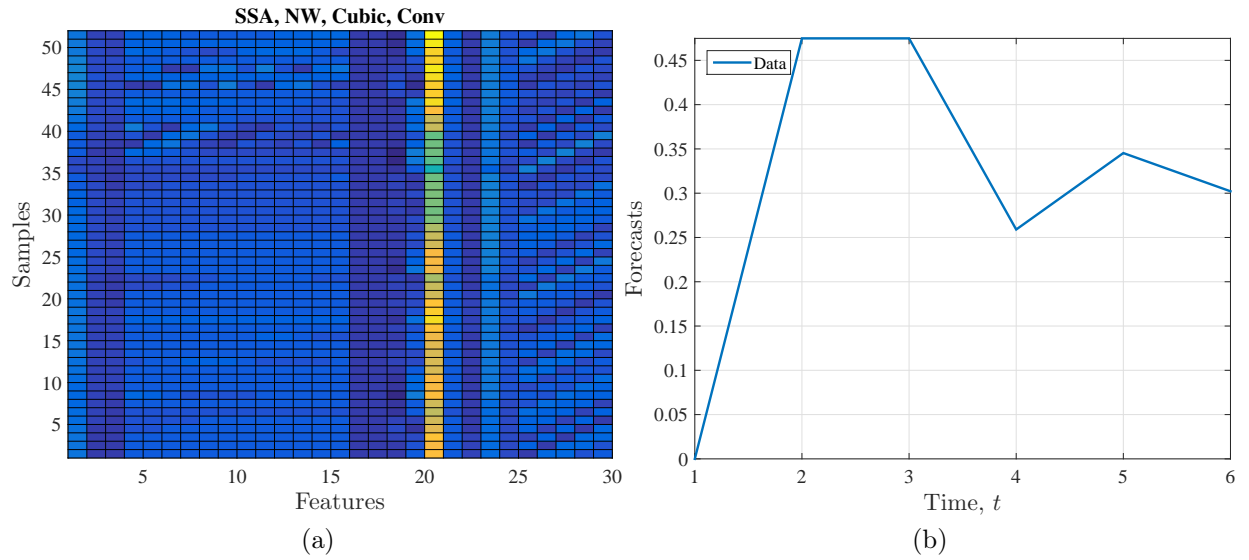 SSA, NW, Cubic, Conv
50
45
40
35
30
25
20
15
10
5
Samples
5 10 15 20 25 30
Features
(a)
Data
0.45
0.4
0.35
0.3
0.25
0.2
0.15
0.1
0.05
0
Forecasts
1 2 3 4 5 6
Time, t
(b)